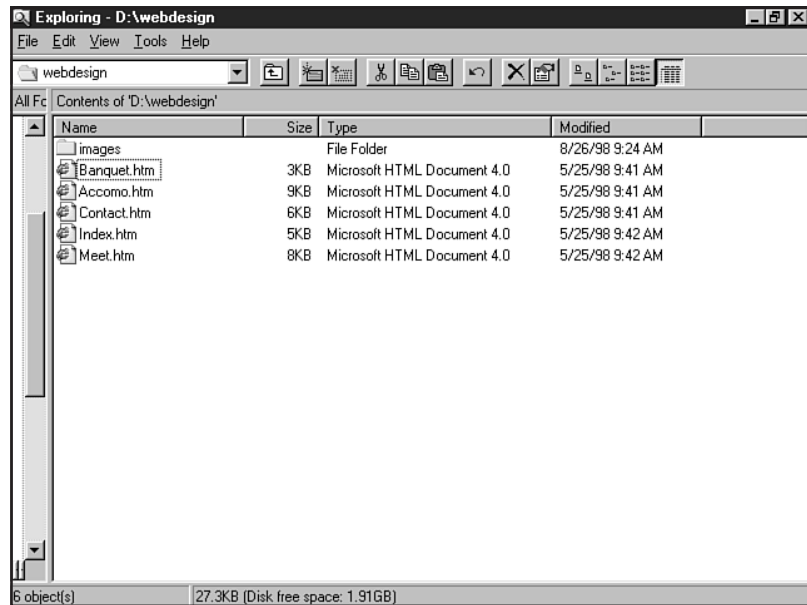 Exploring - D:\webdesign
File Edit View Tools Help
webdesign
All Fc Contents of 'D:\webdesign'
Name Size Type Modified
images File Folder 8/26/98 9:24 AM
Banquet.htm 3KB Microsoft HTML Document 4.0 5/25/98 9:41 AM
Accomo.htm 9KB Microsoft HTML Document 4.0 5/25/98 9:41 AM
Contact.htm 6KB Microsoft HTML Document 4.0 5/25/98 9:41 AM
Index.htm 5KB Microsoft HTML Document 4.0 5/25/98 9:42 AM
Meet.htm 8KB Microsoft HTML Document 4.0 5/25/98 9:42 AM
6 object(s) 27.3KB (Disk free space: 1.91GB)